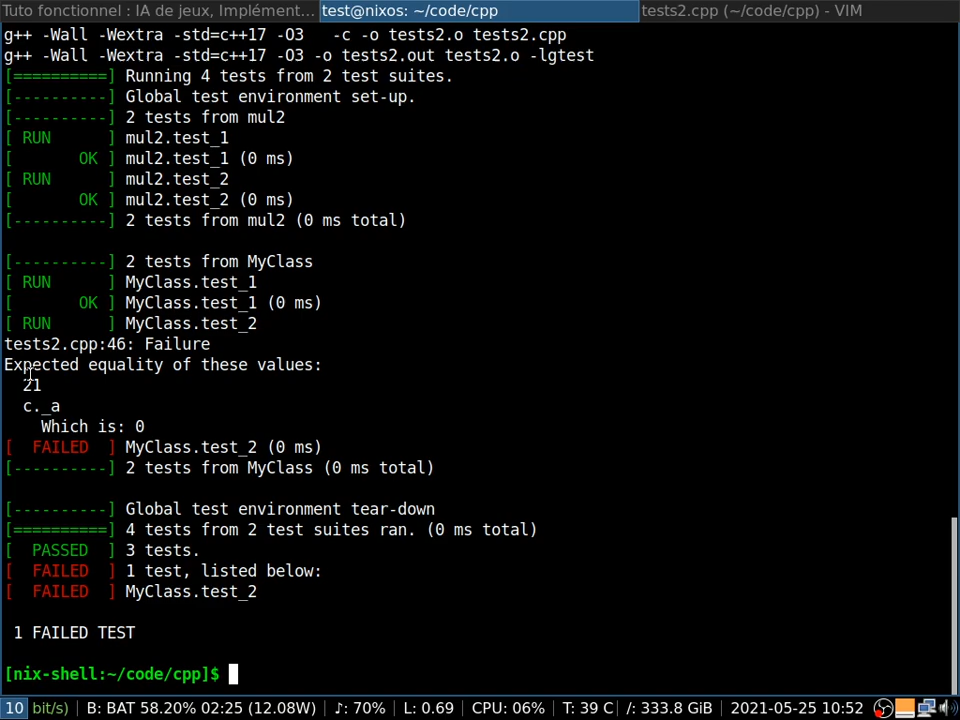 Tuto fonctionnel : IA de jeux, Implément... test@nixos: ~/code/cpp tests2.cpp (~/code/cpp) - VIM
g++ -Wall -Wextra -std=c++17 -O3   -c -o tests2.o tests2.cpp
g++ -Wall -Wextra -std=c++17 -O3 -o tests2.out tests2.o -lgtest
[==========] Running 4 tests from 2 test suites.
[----------] Global test environment set-up.
[----------] 2 tests from mul2
[ RUN      ] mul2.test_1
[       OK ] mul2.test_1 (0 ms)
[ RUN      ] mul2.test_2
[       OK ] mul2.test_2 (0 ms)
[----------] 2 tests from mul2 (0 ms total)
[----------] 2 tests from MyClass
[ RUN      ] MyClass.test_1
[       OK ] MyClass.test_1 (0 ms)
[ RUN      ] MyClass.test_2
tests2.cpp:46: Failure
Expected equality of these values:
  21
  c._a
    Which is: 0
[  FAILED  ] MyClass.test_2 (0 ms)
[----------] 2 tests from MyClass (0 ms total)
[----------] Global test environment tear-down
[==========] 4 tests from 2 test suites ran. (0 ms total)
[  PASSED  ] 3 tests.
[  FAILED  ] 1 test, listed below:
[  FAILED  ] MyClass.test_2
 1 FAILED TEST
[nix-shell:~/code/cpp]$
10 bit/s) | B: BAT 58.20% 02:25 (12.08W) | ♪: 70% | L: 0.69 | CPU: 06% | T: 39 C | /: 333.8 GiB | 2021-05-25 10:52